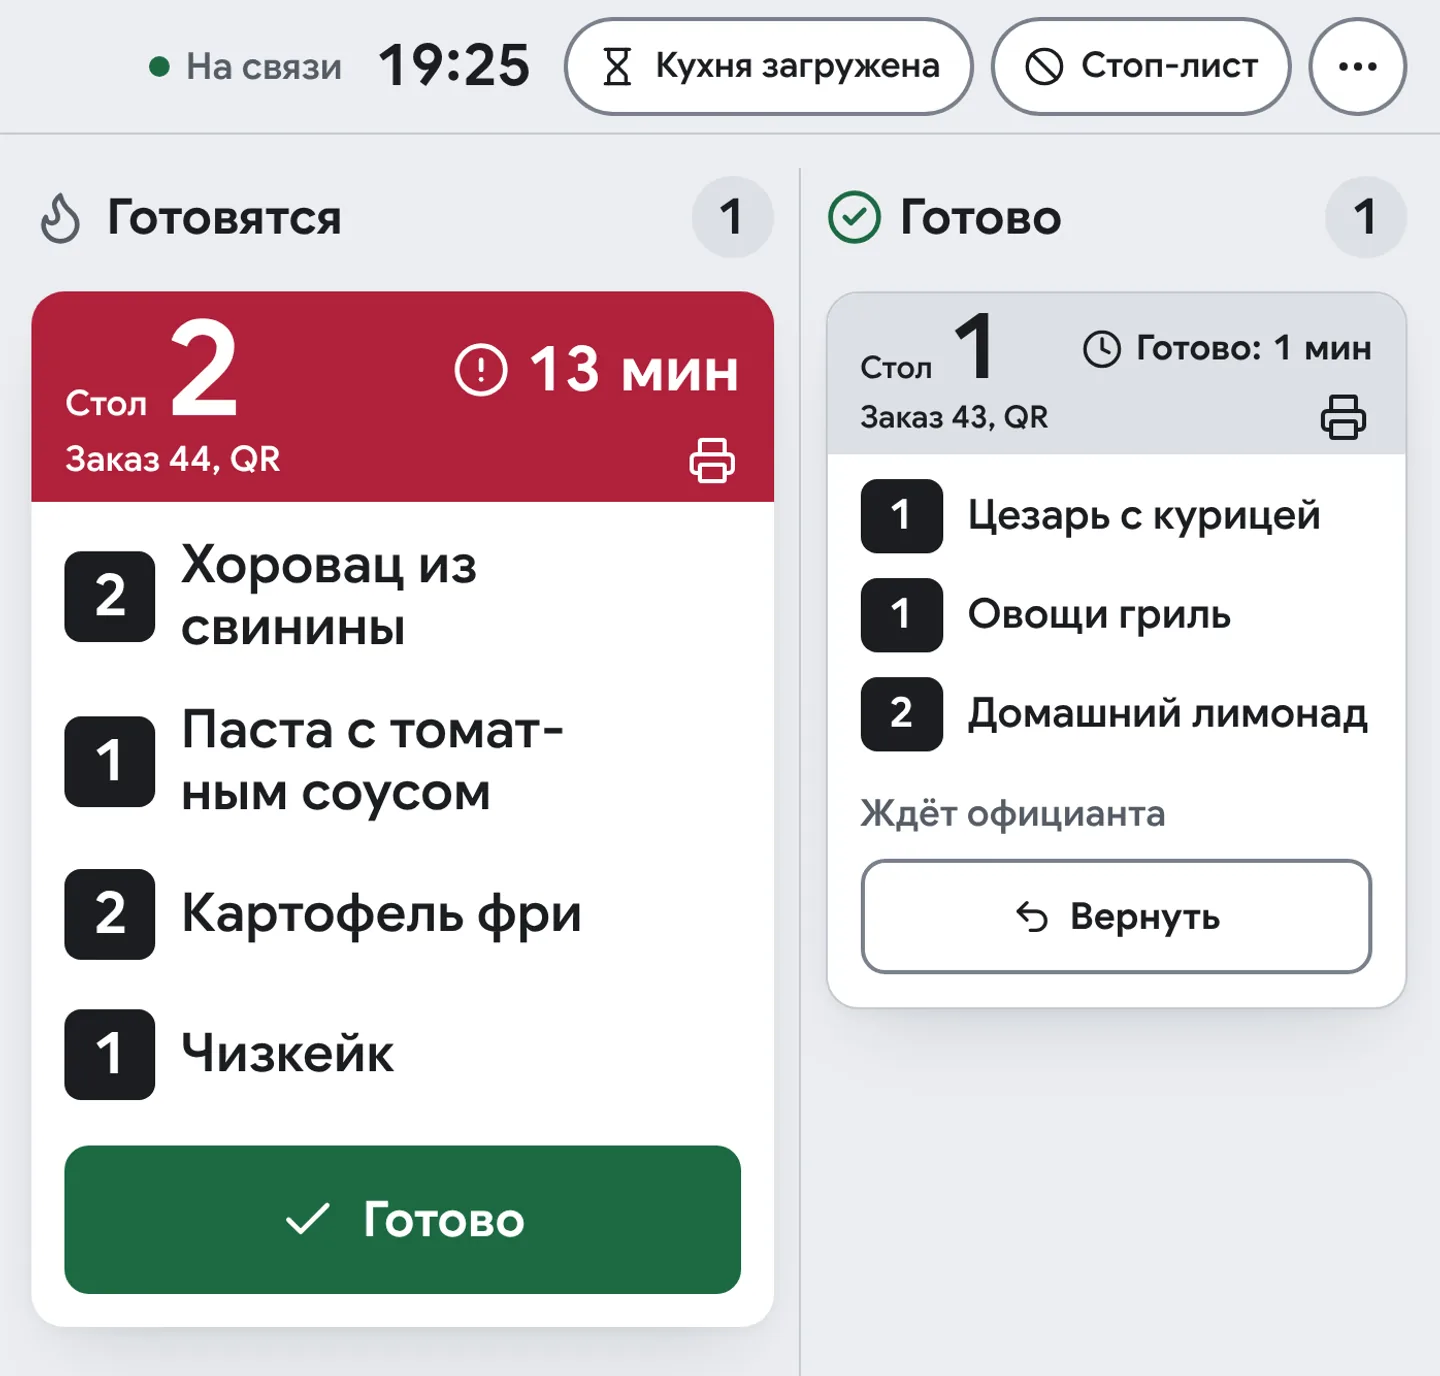 На связи 19:25 Кухня загружена Стоп-лист
Готовятся 1
Стол 2 13 мин
Заказ 44, QR
2 Хоровац из
свинины
1 Паста с томат-
ным соусом
2 Картофель фри
1 Чизкейк
Готово
Готово 1
Стол 1 Готово: 1 мин
Заказ 43, QR
1 Цезарь с курицей
1 Овощи гриль
2 Домашний лимонад
Ждёт официанта
Вернуть